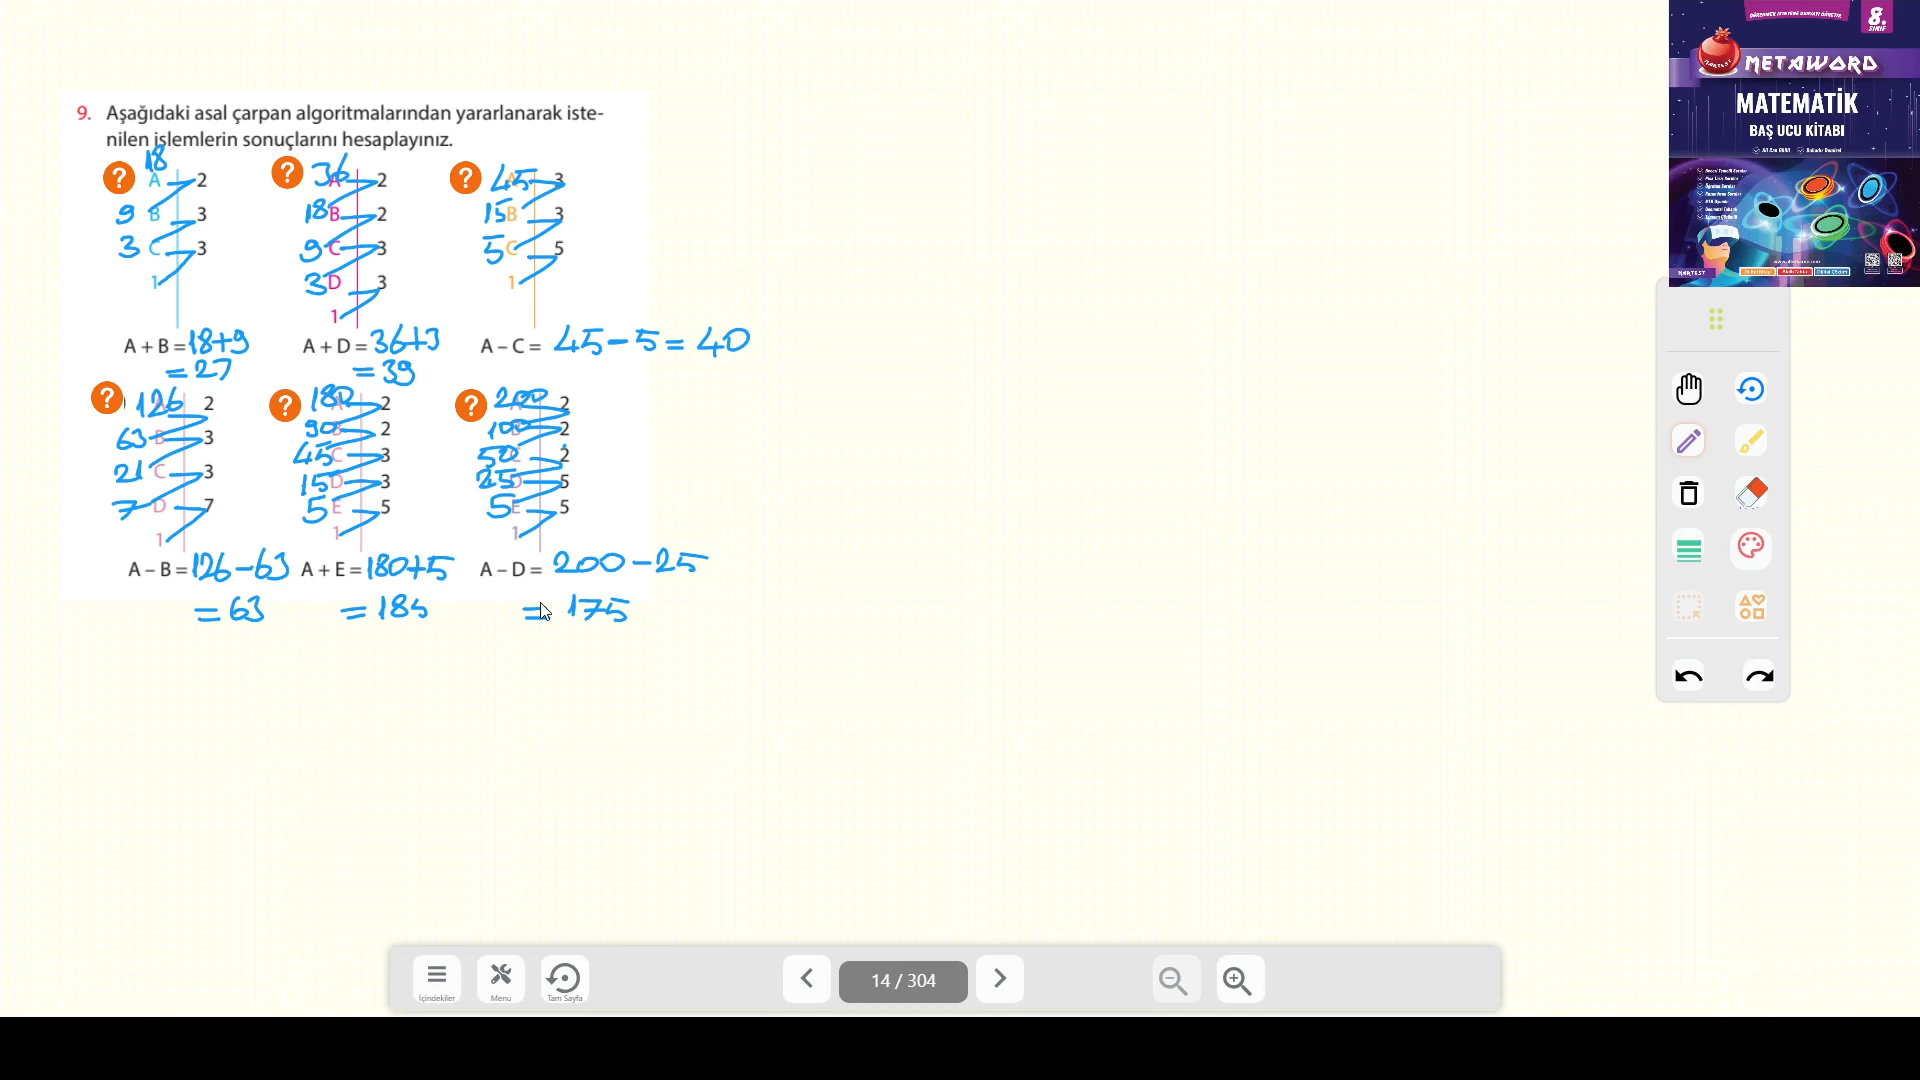 9. Aşağıdaki asal çarpan algoritmalarından yararlanarak iste-
nilen işlemlerin sonuçlarını hesaplayınız.
? 18 A 2
9 B 3
3 C 3
1
A + B = 18+9
= 27
? 36 A 2
18 B 2
9 C 3
3 D 3
1
A + D = 36+3
= 39
? 45 A 3
15 B 3
5 C 5
1
A – C = 45-5=40
? 126 2
63 B 3
21 C 3
7 D 7
1
A – B = 126-63
= 63
? 180 A 2
90 B 2
45 C 3
15 D 3
5 E 5
1
A + E = 180+5
= 185
? 200 A 2
100 B 2
50 C 2
25 D 5
5 E 5
1
A – D = 200-25
= 175
8.
SINIF
METAWORD
MATEMATİK
BAŞ UCU KİTABI
NARTEST
İçindekiler
Menu
Tam Sayfa
14 / 304